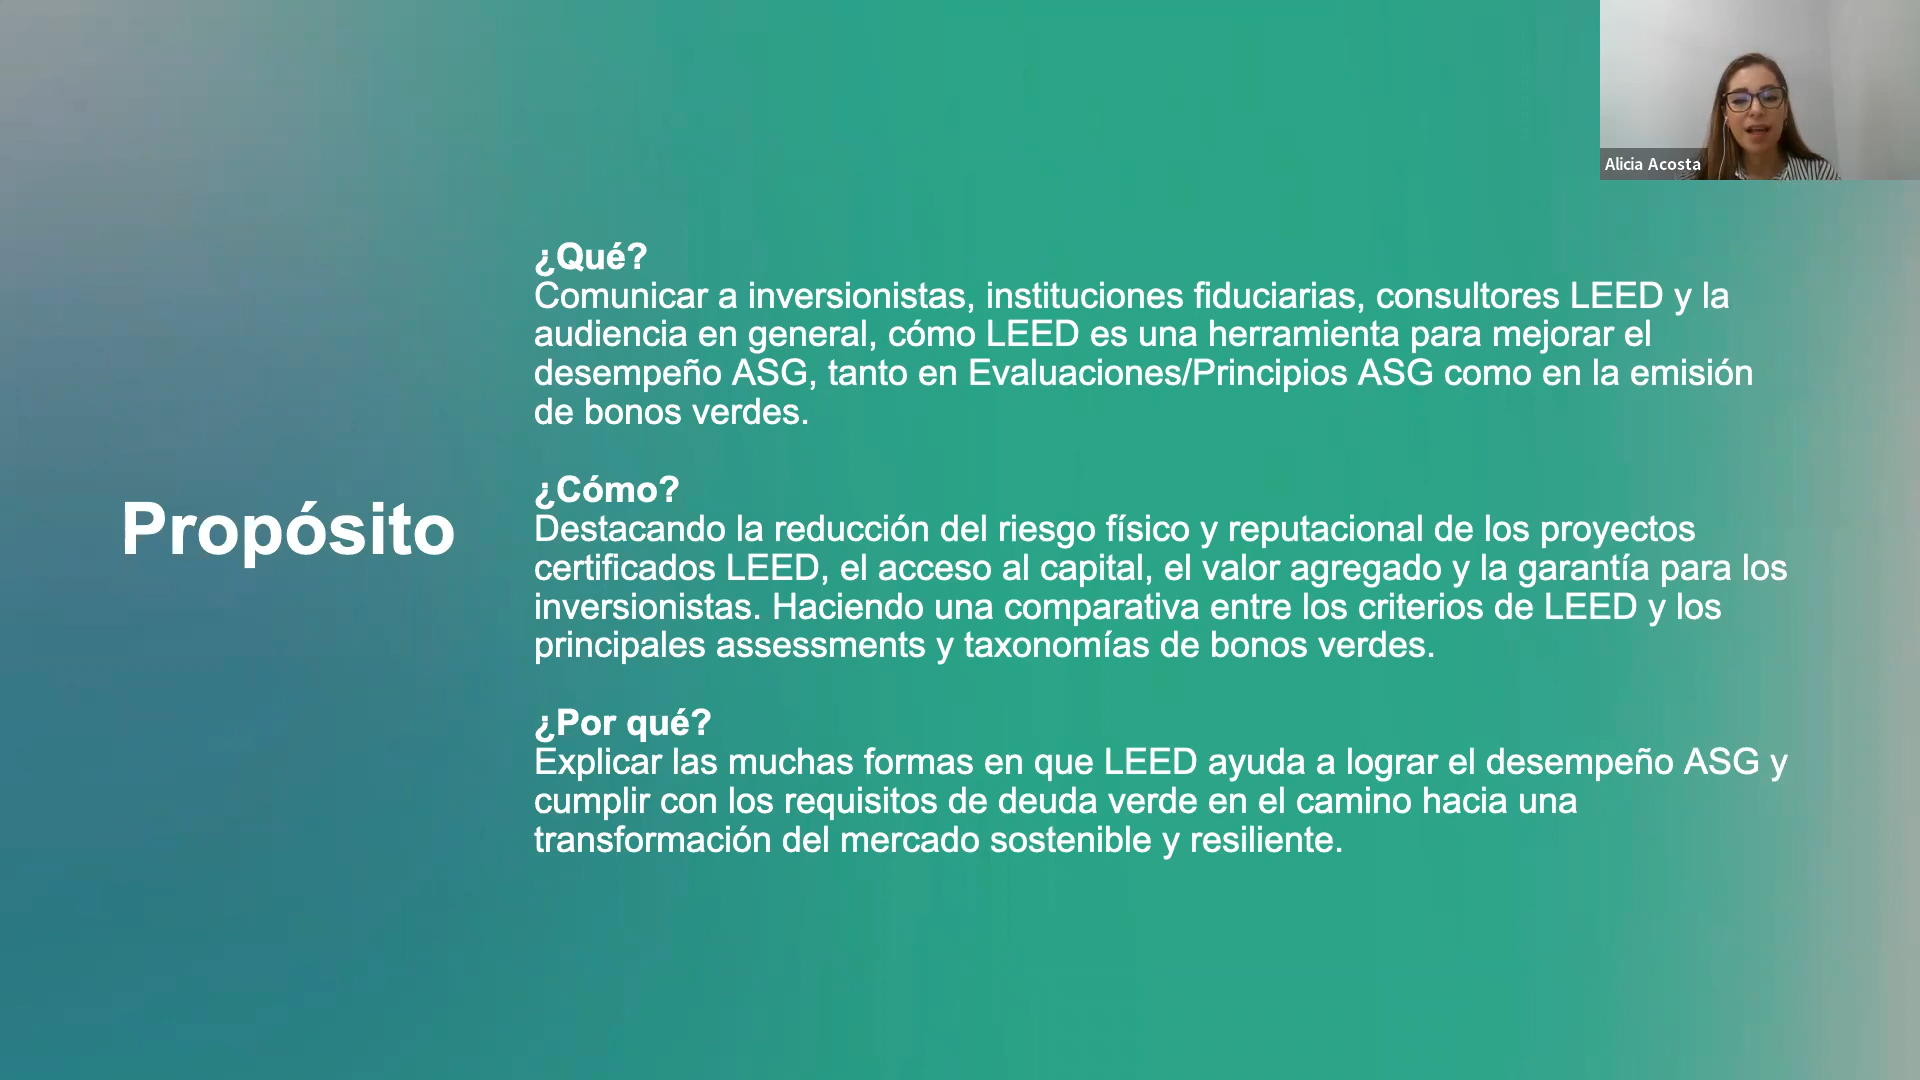 Alicia Acosta
Propósito
¿Qué?
Comunicar a inversionistas, instituciones fiduciarias, consultores LEED y la
audiencia en general, cómo LEED es una herramienta para mejorar el
desempeño ASG, tanto en Evaluaciones/Principios ASG como en la emisión
de bonos verdes.
¿Cómo?
Destacando la reducción del riesgo físico y reputacional de los proyectos
certificados LEED, el acceso al capital, el valor agregado y la garantía para los
inversionistas. Haciendo una comparativa entre los criterios de LEED y los
principales assessments y taxonomías de bonos verdes.
¿Por qué?
Explicar las muchas formas en que LEED ayuda a lograr el desempeño ASG y
cumplir con los requisitos de deuda verde en el camino hacia una
transformación del mercado sostenible y resiliente.